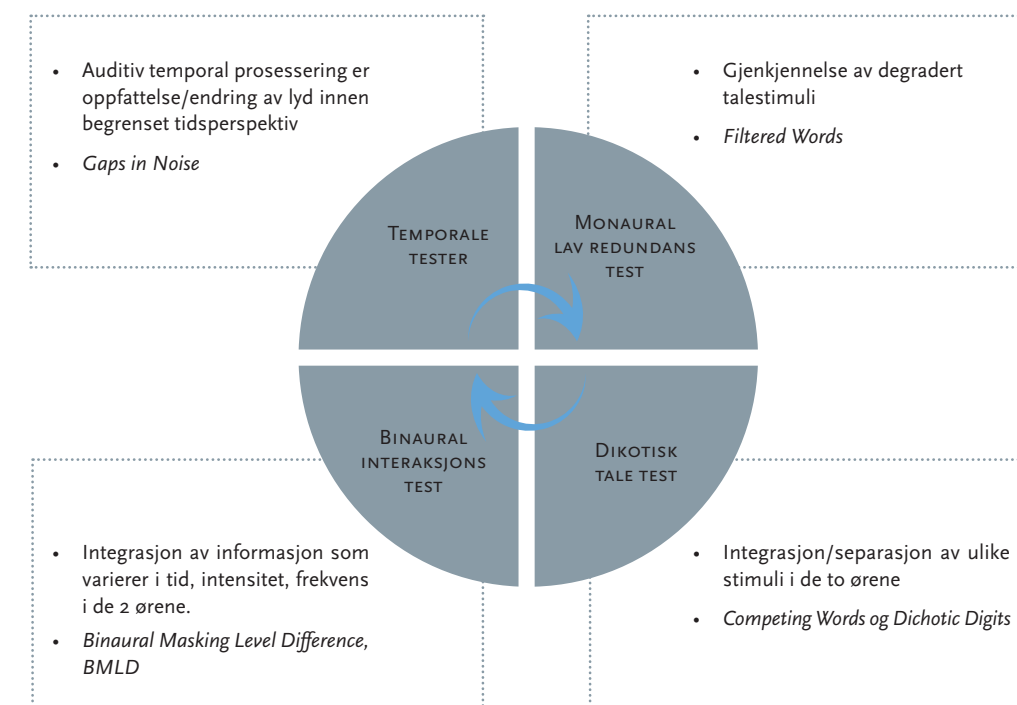 • Auditiv temporal prosessering er
oppfattelse/endring av lyd innen
begrenset tidsperspektiv
• Gaps in Noise
• Gjenkjennelse av degradert
talestimuli
• Filtered Words
Temporale
tester
Monaural
lav redundans
test
Binaural
interaksjons
test
Dikotisk
tale test
• Integrasjon av informasjon som
varierer i tid, intensitet, frekvens
i de 2 ørene.
• Binaural Masking Level Difference,
BMLD
• Integrasjon/separasjon av ulike
stimuli i de to ørene
• Competing Words og Dichotic Digits